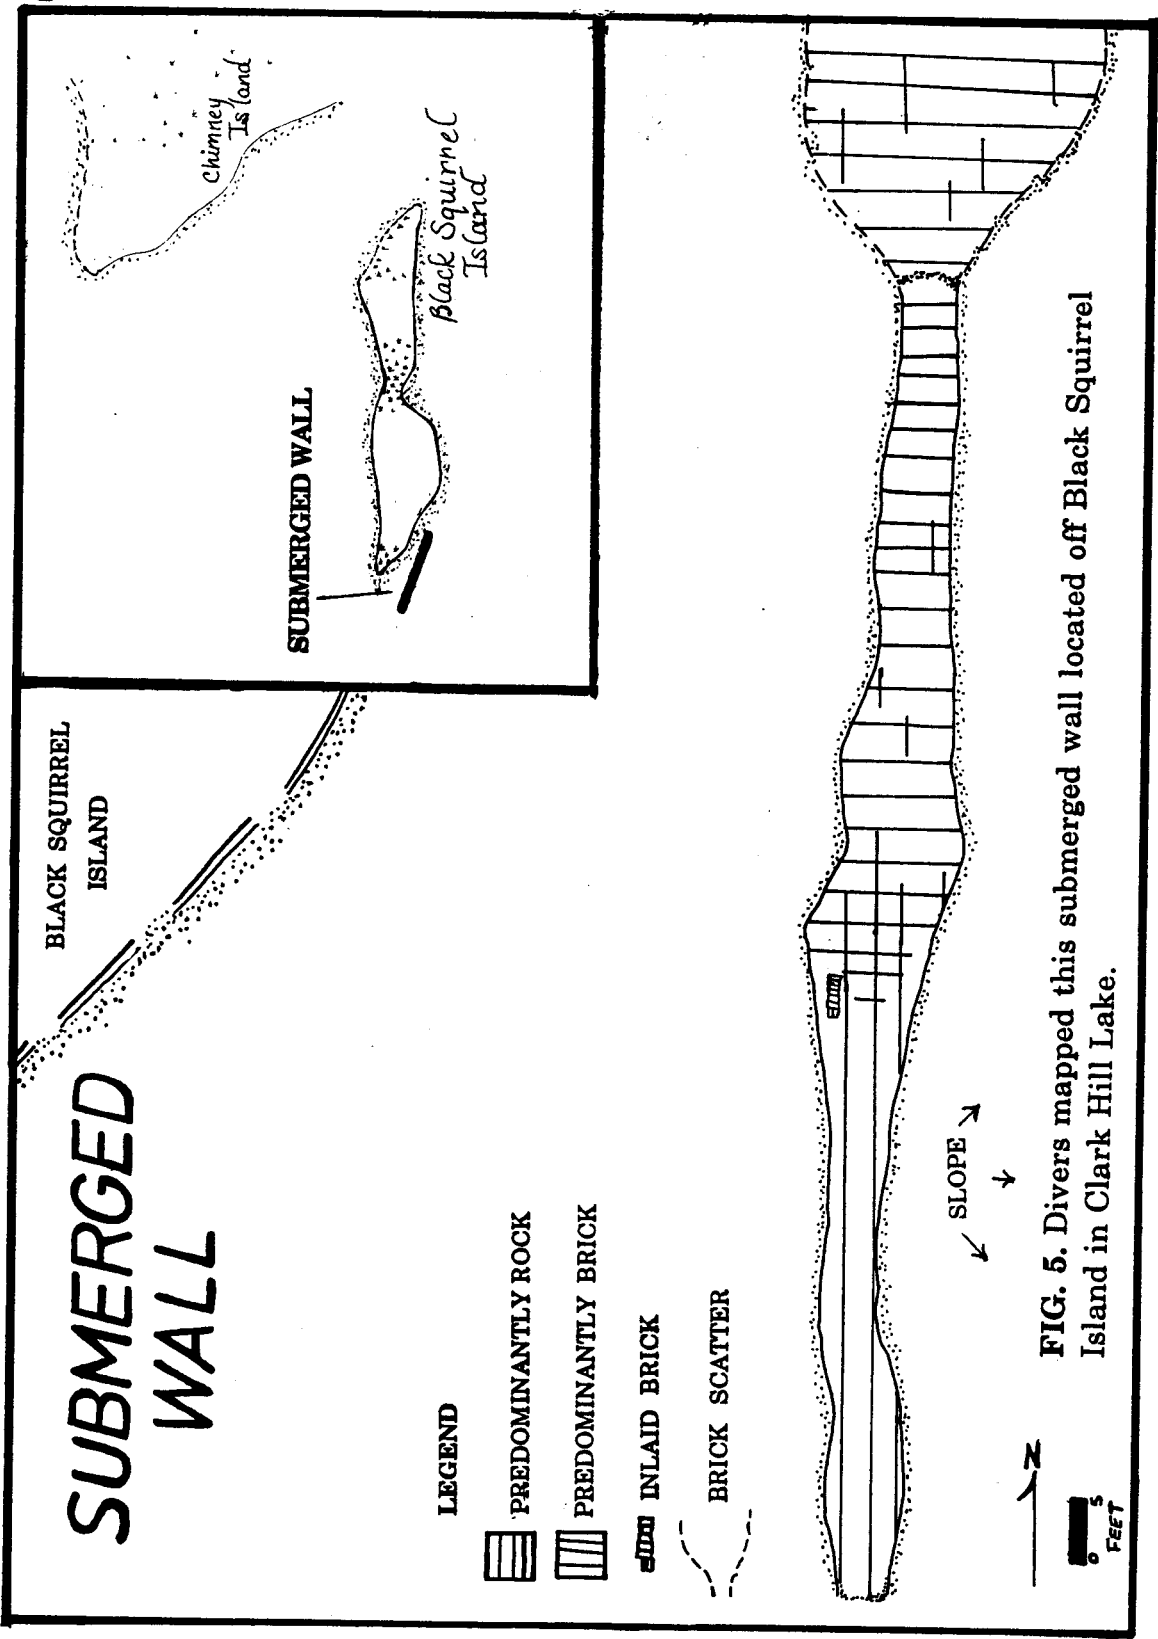 SUBMERGED
WALL
BLACK SQUIRREL
ISLAND
Chimney
Island
Black Squirrel
Island
SUBMERGED WALL
LEGEND
PREDOMINANTLY ROCK
PREDOMINANTLY BRICK
INLAID BRICK
BRICK SCATTER
SLOPE
N
0 5
FEET
FIG. 5. Divers mapped this submerged wall located off Black Squirrel
Island in Clark Hill Lake.